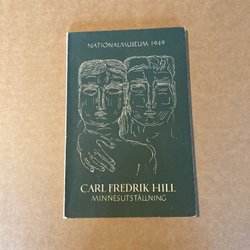 NATIONALMUSEUM 1949
CARL FREDRIK HILL
MINNESUTSTÄLLNING